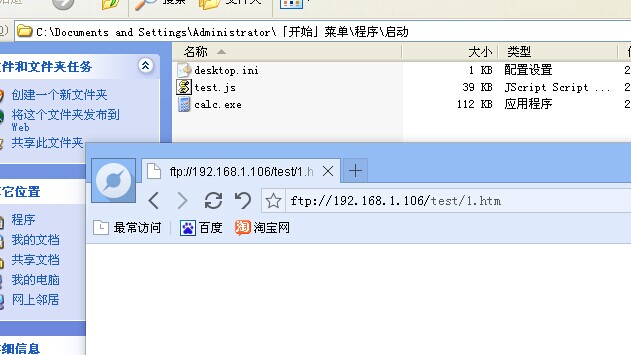 搜索 文件夹
C:\Documents and Settings\Administrator\「开始」菜单\程序\启动
名称 大小 类型
文件和文件夹任务
desktop.ini 1 KB 配置设置
test.js 39 KB JScript Script ...
calc.exe 112 KB 应用程序
创建一个新文件夹
将这个文件夹发布到
Web
共享此文件夹
其它位置
程序
我的文档
共享文档
我的电脑
网上邻居
详细信息
ftp://192.168.1.106/test/1.h
ftp://192.168.1.106/test/1.htm
最常访问 百度 淘宝网